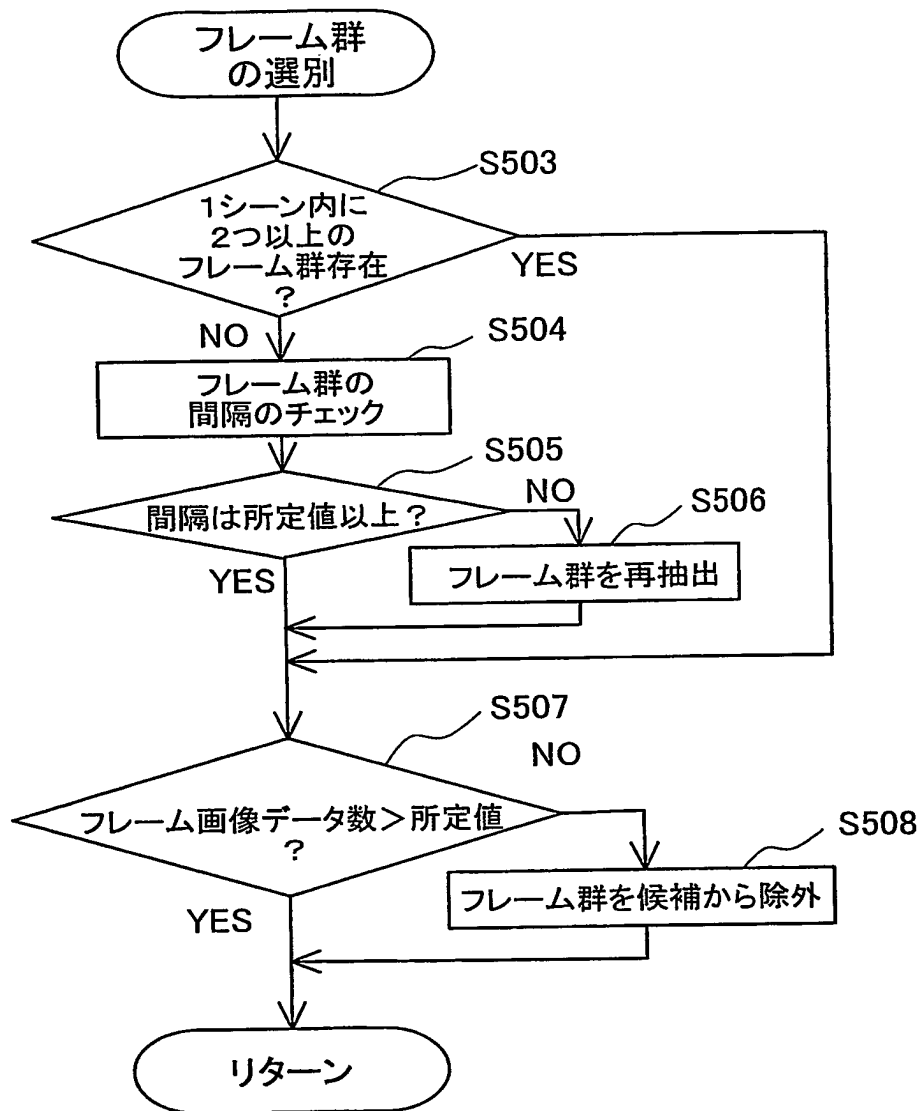 フレーム群
の選別
S503
1シーン内に
2つ以上の
フレーム群存在
?
YES
NO
S504
フレーム群の
間隔のチェック
S505
間隔は所定値以上?
NO
S506
YES
フレーム群を再抽出
S507
NO
フレーム画像データ数>所定値
?
S508
YES
フレーム群を候補から除外
リターン